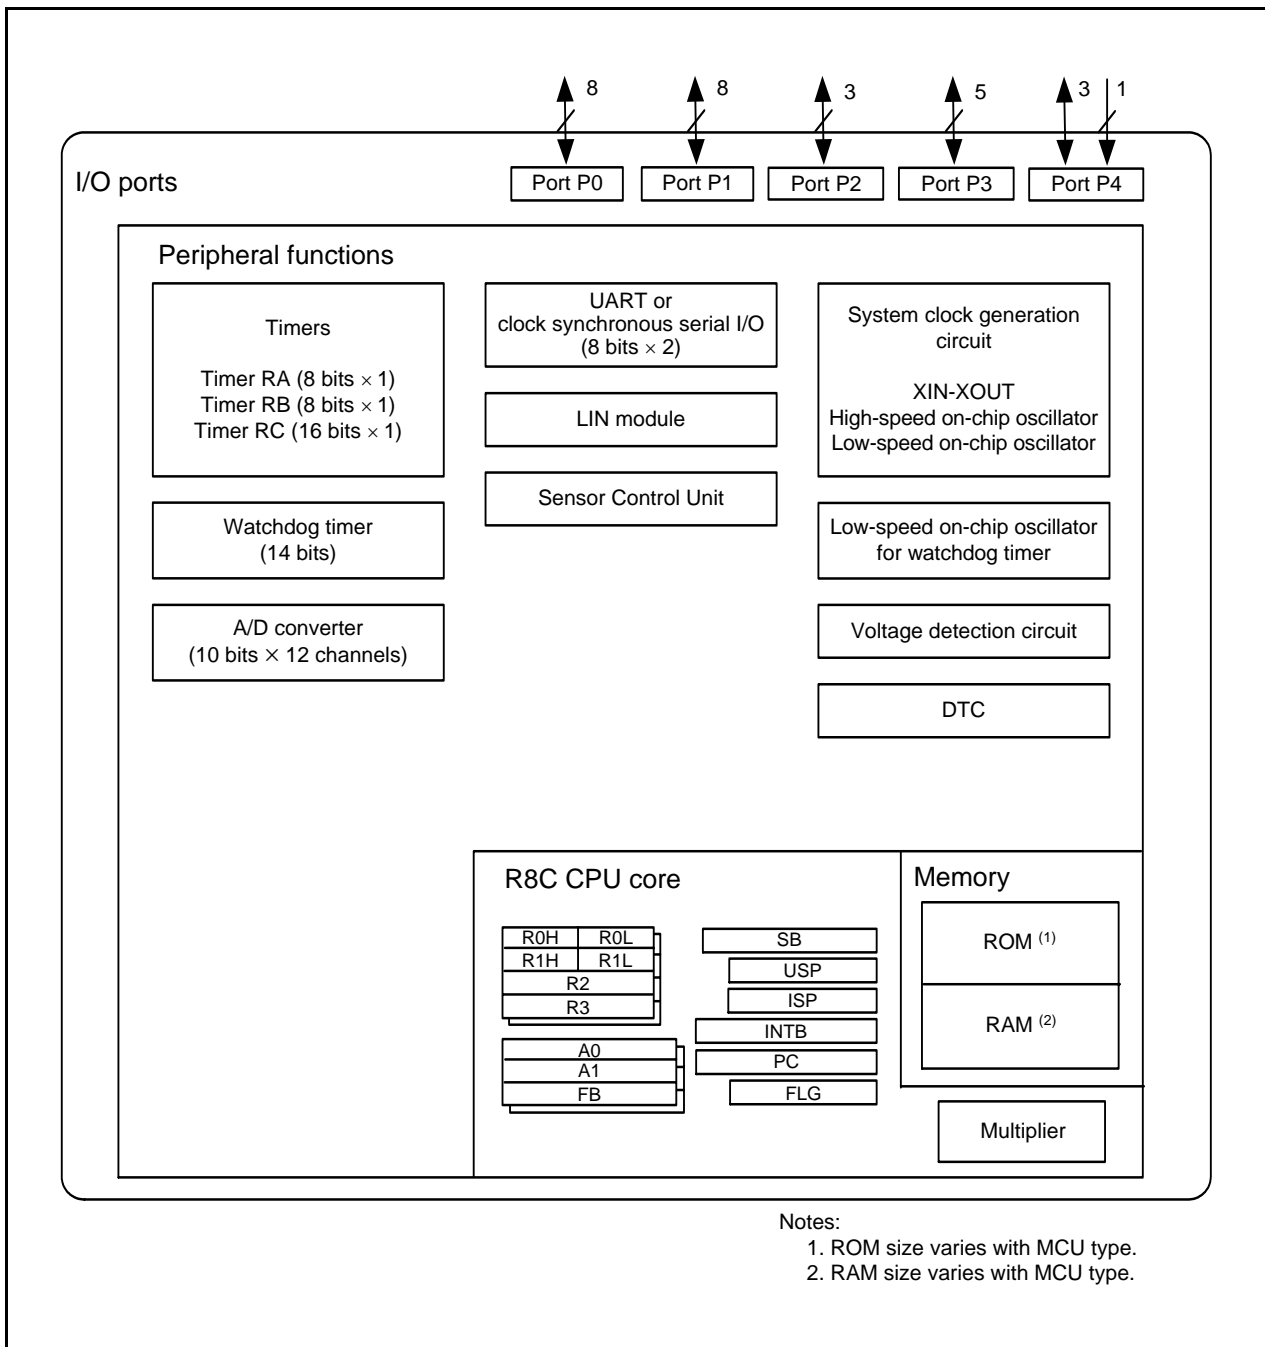 8 8 3 5 3 1
I/O ports
Port P0 Port P1 Port P2 Port P3 Port P4
Peripheral functions
Timers
Timer RA (8 bits × 1)
Timer RB (8 bits × 1)
Timer RC (16 bits × 1)
Watchdog timer
(14 bits)
A/D converter
(10 bits × 12 channels)
UART or
clock synchronous serial I/O
(8 bits × 2)
LIN module
Sensor Control Unit
System clock generation
circuit
XIN-XOUT
High-speed on-chip oscillator
Low-speed on-chip oscillator
Low-speed on-chip oscillator
for watchdog timer
Voltage detection circuit
DTC
R8C CPU core
R0H R0L
R1H R1L
R2
R3
A0
A1
FB
SB
USP
ISP
INTB
PC
FLG
Memory
ROM (1)
RAM (2)
Multiplier
Notes:
1. ROM size varies with MCU type.
2. RAM size varies with MCU type.